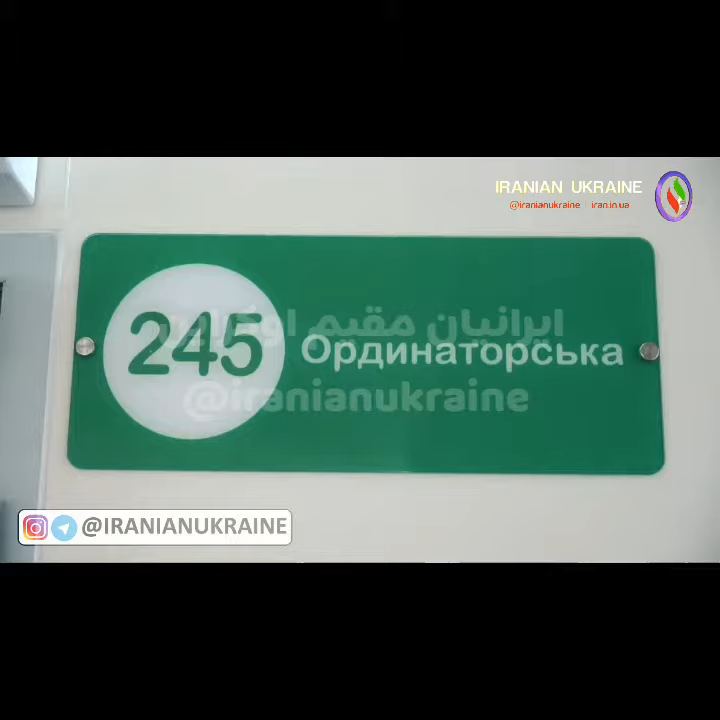 IRANIAN UKRAINE
@iranianukraine | iran.in.ua
ایرانیان مقیم اوکراین
245 Ординаторська
@iranianukraine
@IRANIANUKRAINE